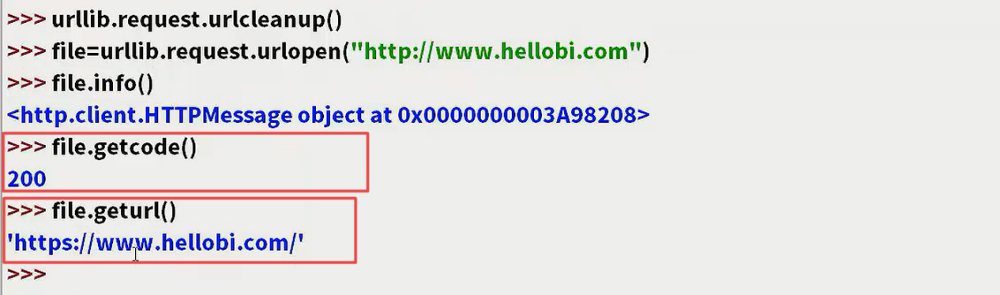 >>> urllib.request.urlcleanup()
>>> file=urllib.request.urlopen("http://www.hellobi.com")
>>> file.info()
<http.client.HTTPMessage object at 0x0000000003A98208>
>>> file.getcode()
200
>>> file.geturl()
'https://www.hellobi.com/'
>>>